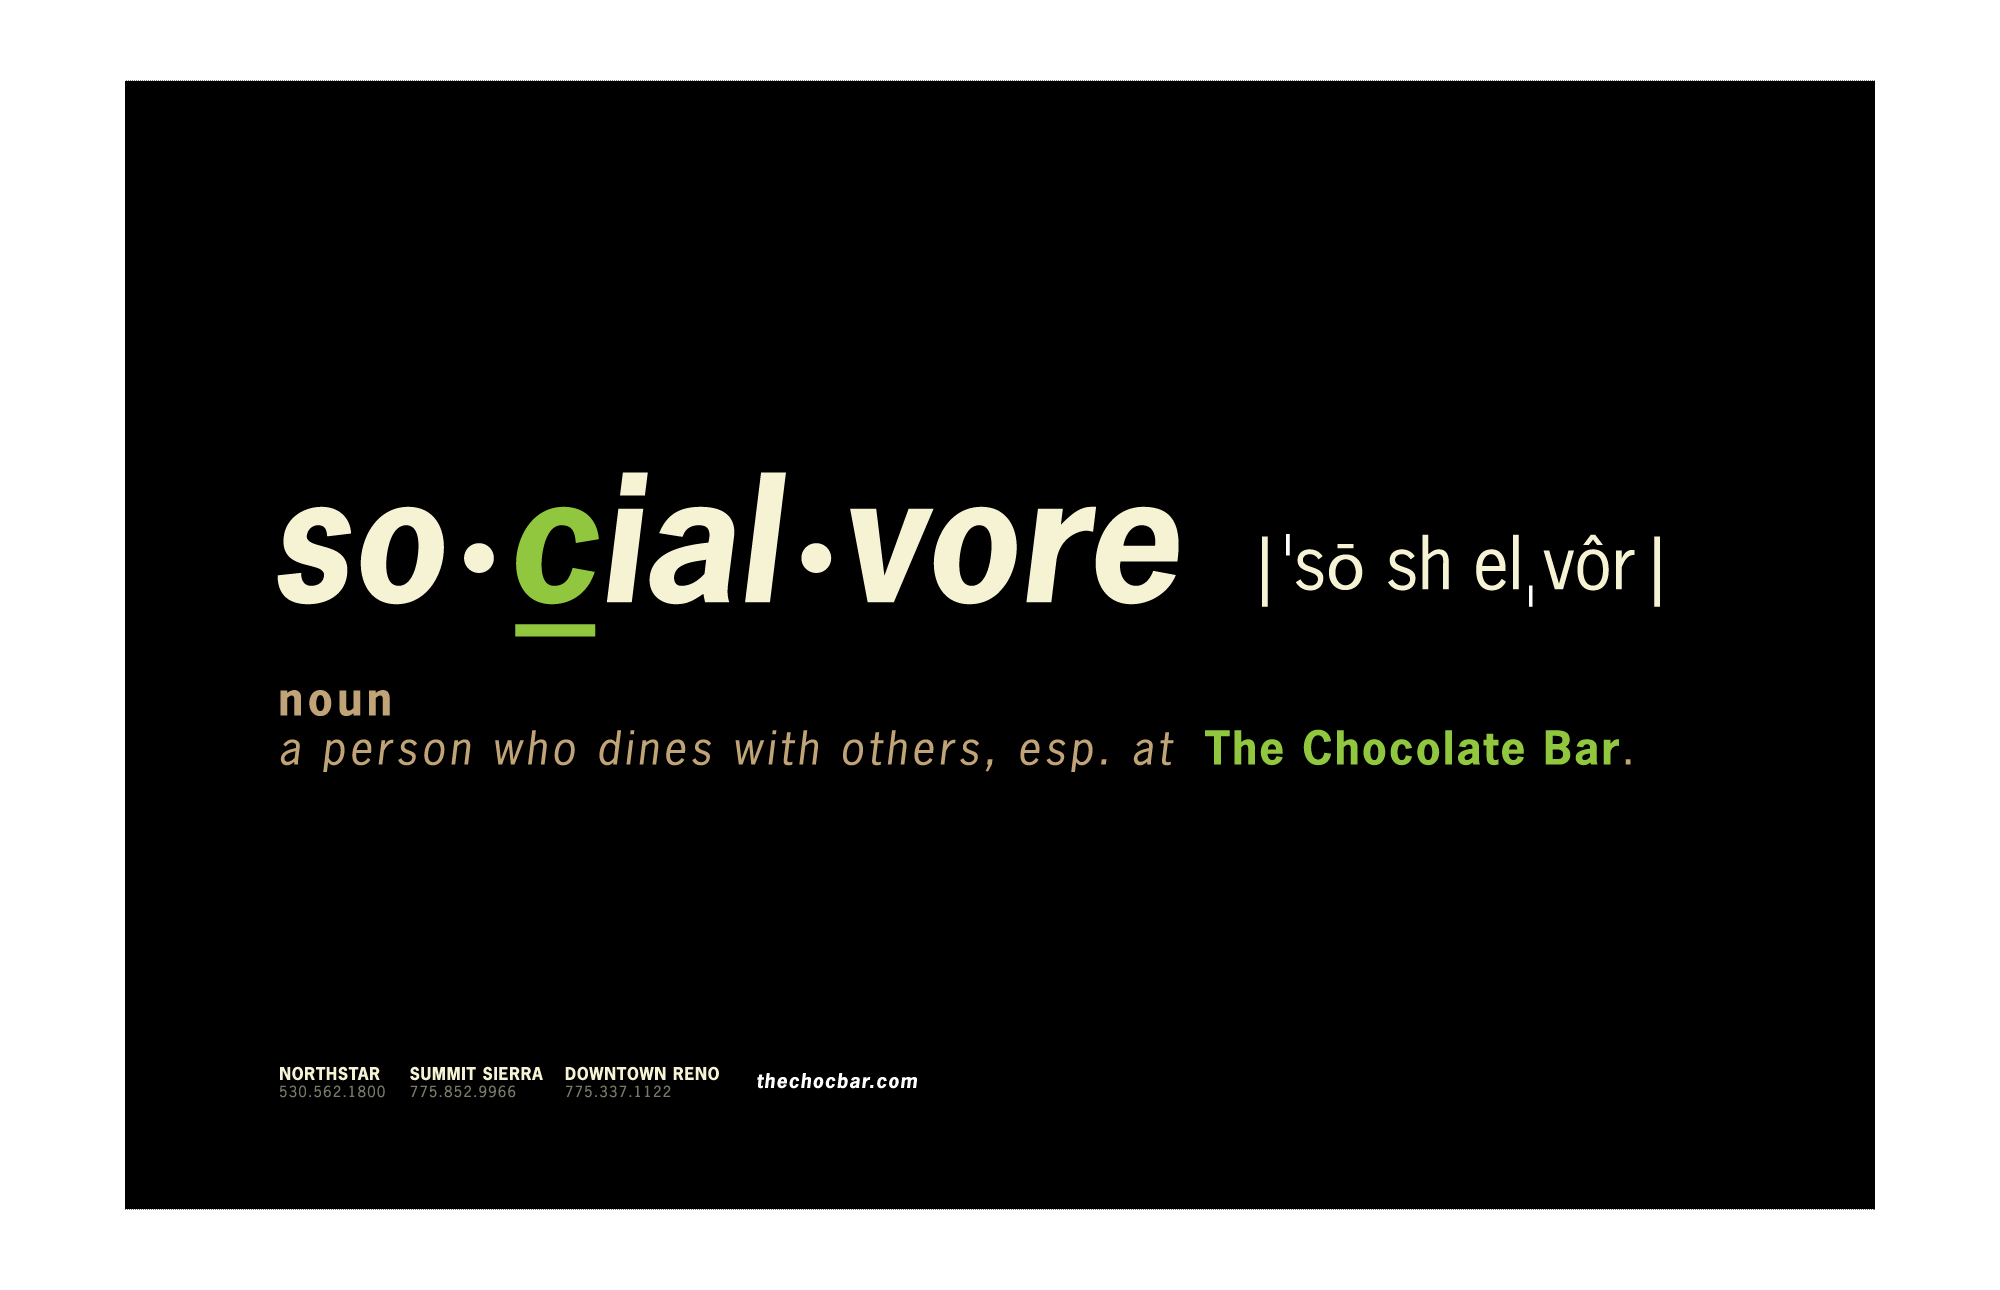 so·cial·vore |ˈsō sh elˌvôr|
noun
a person who dines with others, esp. at The Chocolate Bar.
NORTHSTAR SUMMIT SIERRA DOWNTOWN RENO thechocbar.com
530.562.1800 775.852.9966 775.337.1122